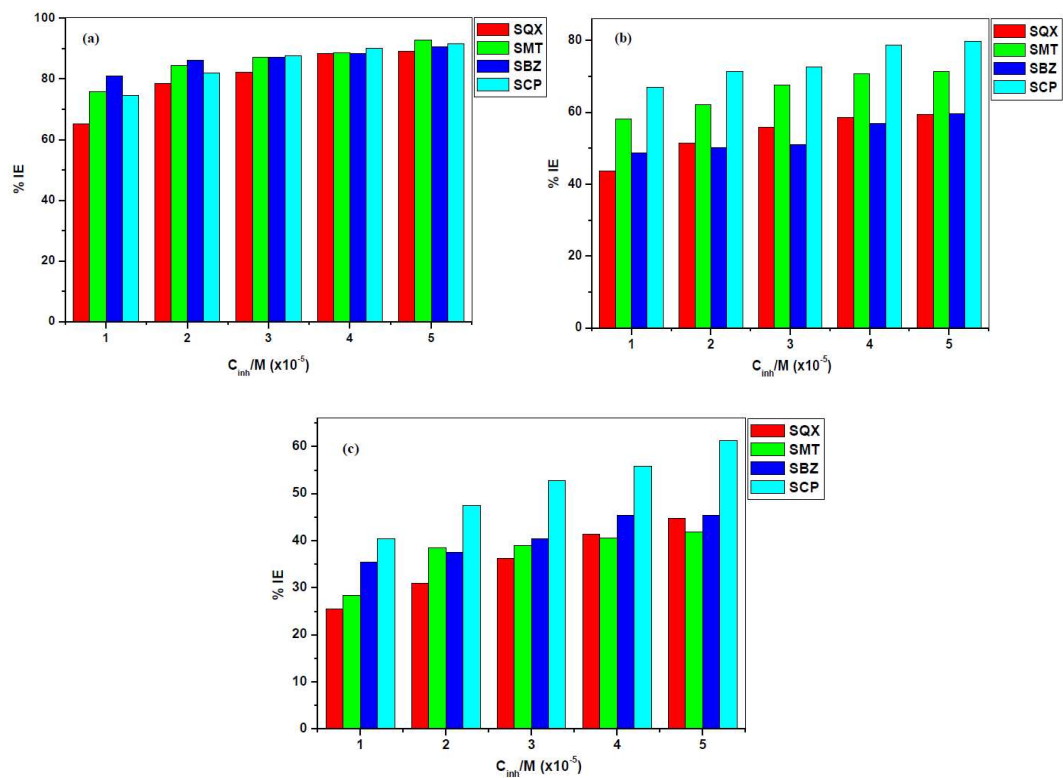 (a)
SQX
SMT
SBZ
SCP
100
80
60
40
20
0
% IE
1 2 3 4 5
C_inh/M (x10^-5)
(b)
SQX
SMT
SBZ
SCP
80
60
40
20
0
% IE
1 2 3 4 5
C_inh/M (x10^-5)
(c)
SQX
SMT
SBZ
SCP
60
50
40
30
20
10
0
% IE
1 2 3 4 5
C_inh/M (x10^-5)